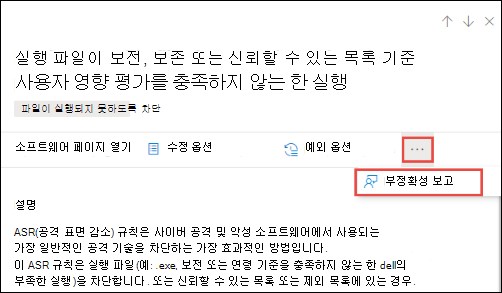 실행 파일이 보전, 보존 또는 신뢰할 수 있는 목록 기준
사용자 영향 평가를 충족하지 않는 한 실행
파일이 실행되지 못하도록 차단
소프트웨어 페이지 열기 수정 옵션 예외 옵션 ...
부정확성 보고
설명
ASR(공격 표면 감소) 규칙은 사이버 공격 및 악성 소프트웨어에서 사용되는
가장 일반적인 공격 기술을 차단하는 가장 효과적인 방법입니다.
이 ASR 규칙은 실행 파일(예: .exe, 보전 또는 연령 기준을 충족하지 않는 한 dell의
부족한 실행)을 차단합니다. 또는 신뢰할 수 있는 목록 또는 제외 목록에 있는 경우.